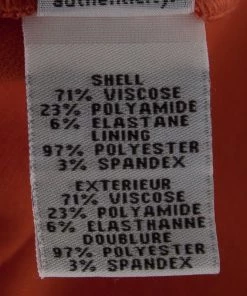 authenticity.
SHELL
71% VISCOSE
23% POLYAMIDE
6% ELASTANE
LINING
97% POLYESTER
3% SPANDEX
EXTERIEUR
71% VISCOSE
23% POLYAMIDE
6% ELASTHANNE
DOUBLURE
97% POLYESTER
3% SPANDEX